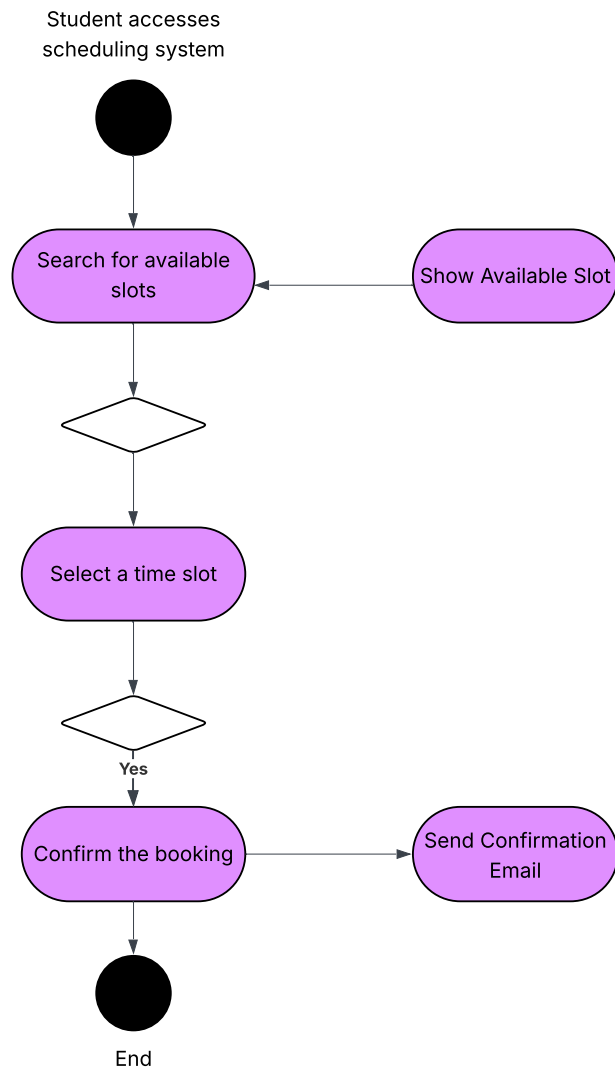 Student accesses
scheduling system
Search for available
slots
Show Available Slot
Select a time slot
Yes
Confirm the booking
Send Confirmation
Email
End